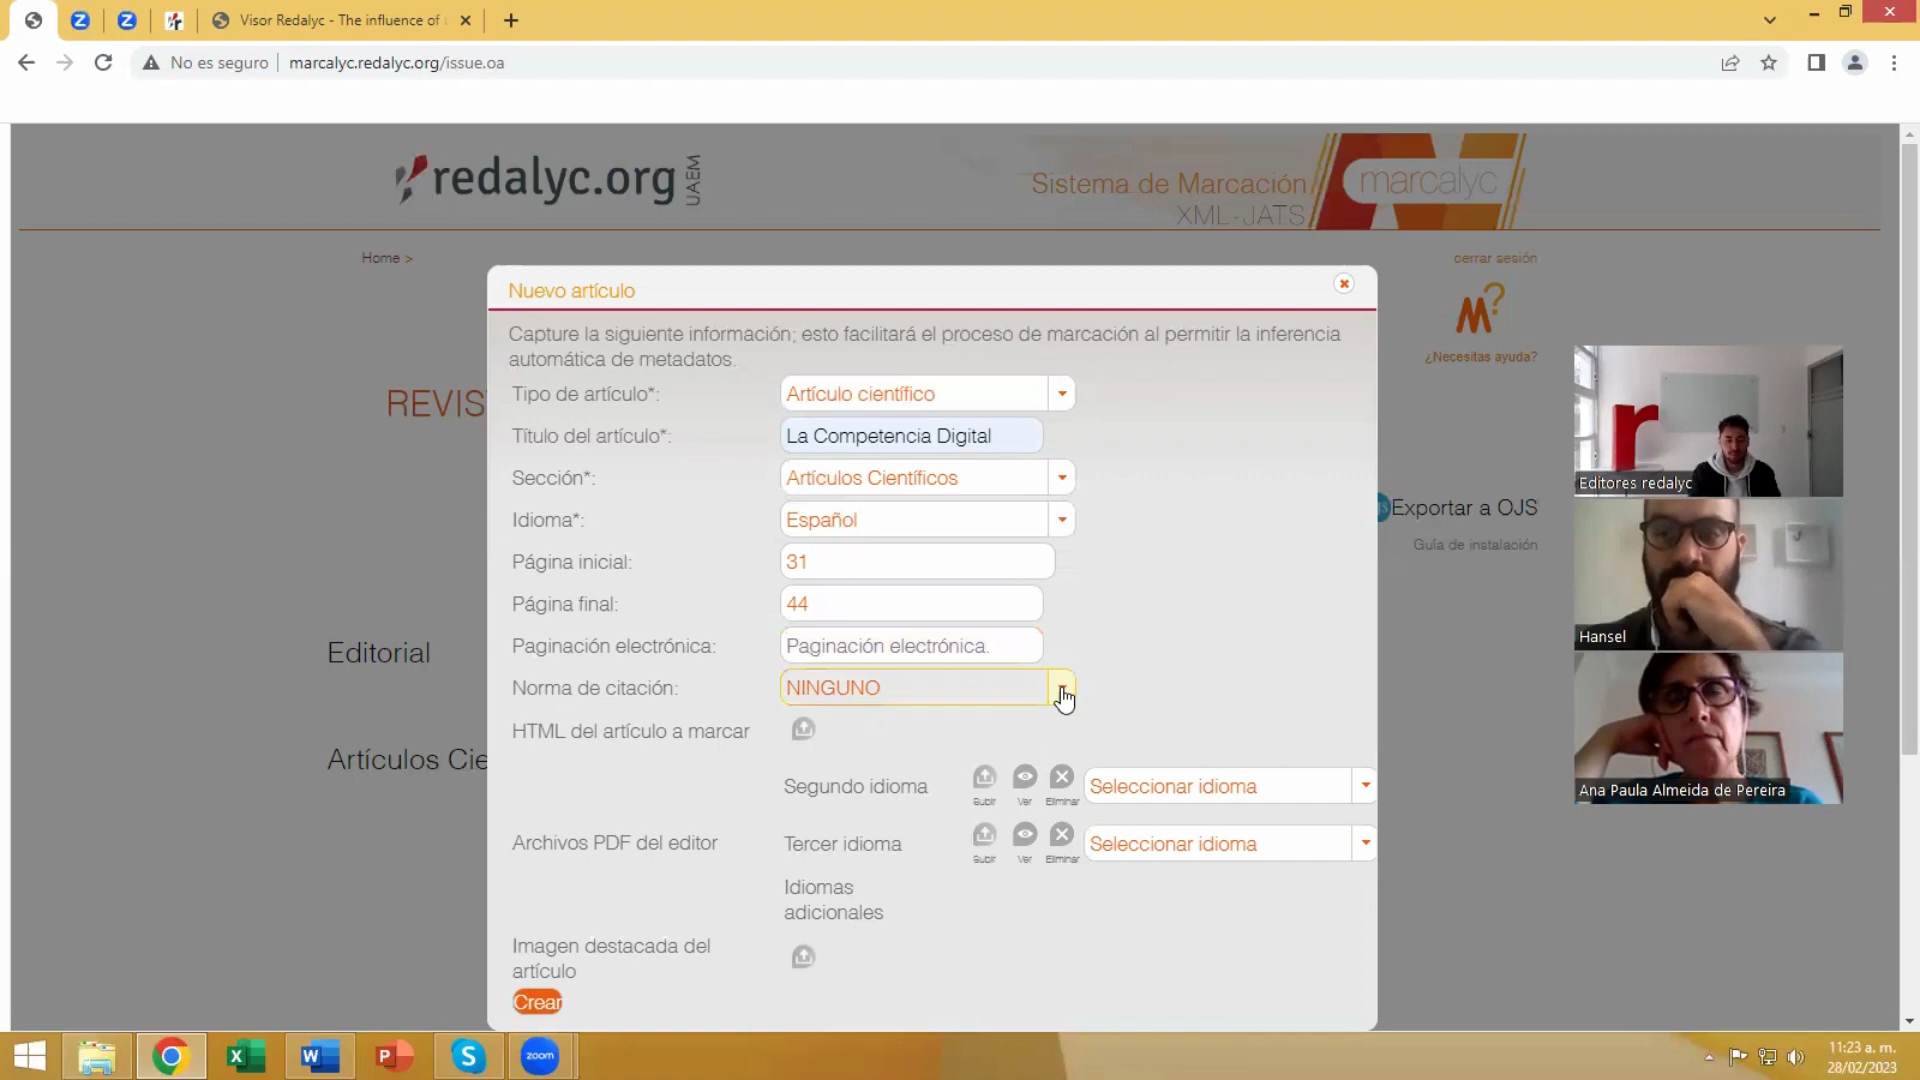 Visor Redalyc - The influence of
No es seguro
marcalyc.redalyc.org/issue.oa
redalyc.org UAEM
Sistema de Marcación
XML-JATS
marcalyc
Home >
cerrar sesión
¿Necesitas ayuda?
REVIS
Exportar a OJS
Guía de instalación
Editorial
Artículos Cie
Nuevo artículo
Capture la siguiente información; esto facilitará el proceso de marcación al permitir la inferencia
automática de metadatos.
Tipo de artículo*: Artículo científico
Título del artículo*: La Competencia Digital
Sección*: Artículos Científicos
Idioma*: Español
Página inicial: 31
Página final: 44
Paginación electrónica: Paginación electrónica.
Norma de citación: NINGUNO
HTML del artículo a marcar
Segundo idioma Subir Ver Eliminar Seleccionar idioma
Archivos PDF del editor
Tercer idioma Subir Ver Eliminar Seleccionar idioma
Idiomas
adicionales
Imagen destacada del
artículo
Crear
Editores redalyc
Hansel
Ana Paula Almeida de Pereira
zoom
11:23 a. m.
28/02/2023